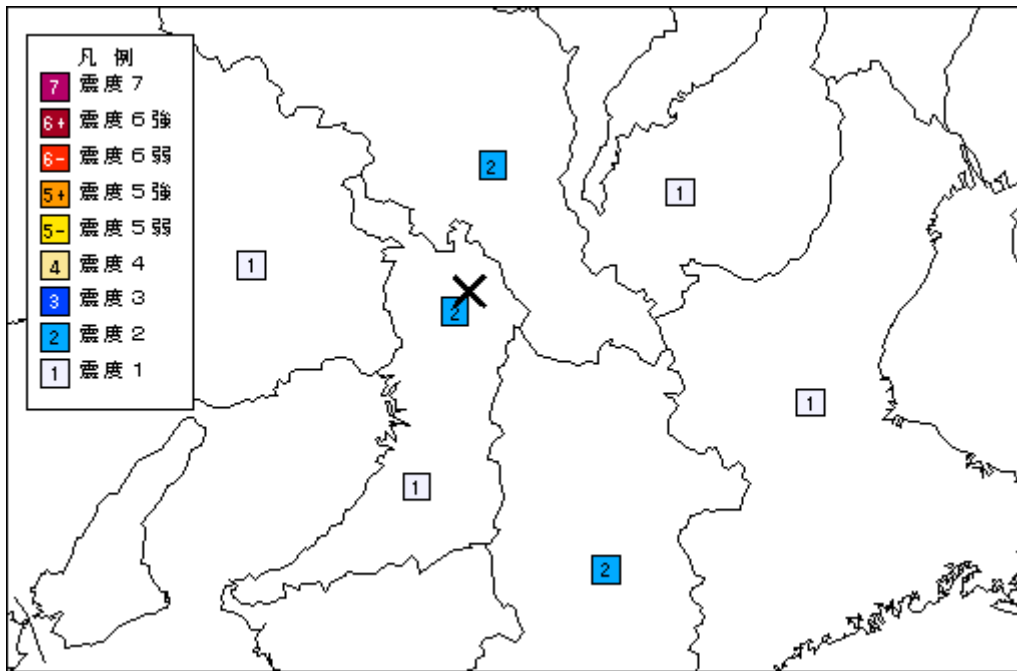 凡例
7 震度7
6+ 震度6強
6- 震度6弱
5+ 震度5強
5- 震度5弱
4 震度4
3 震度3
2 震度2
1 震度1
2
1
1
2
1
1
2